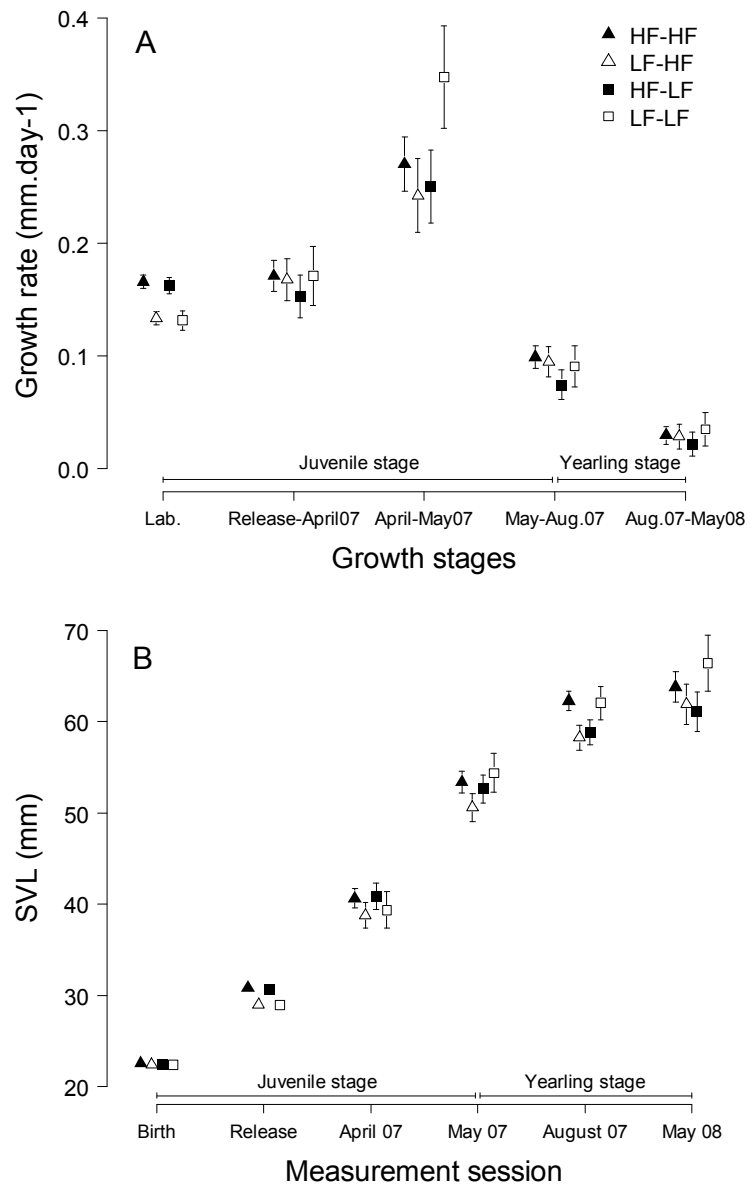 A
HF-HF
LF-HF
HF-LF
LF-LF
Growth rate (mm.day-1)
0.4
0.3
0.2
0.1
0.0
Juvenile stage
Yearling stage
Lab.
Release-April07
April-May07
May-Aug.07
Aug.07-May08
Growth stages
B
SVL (mm)
70
60
50
40
30
20
Juvenile stage
Yearling stage
Birth
Release
April 07
May 07
August 07
May 08
Measurement session